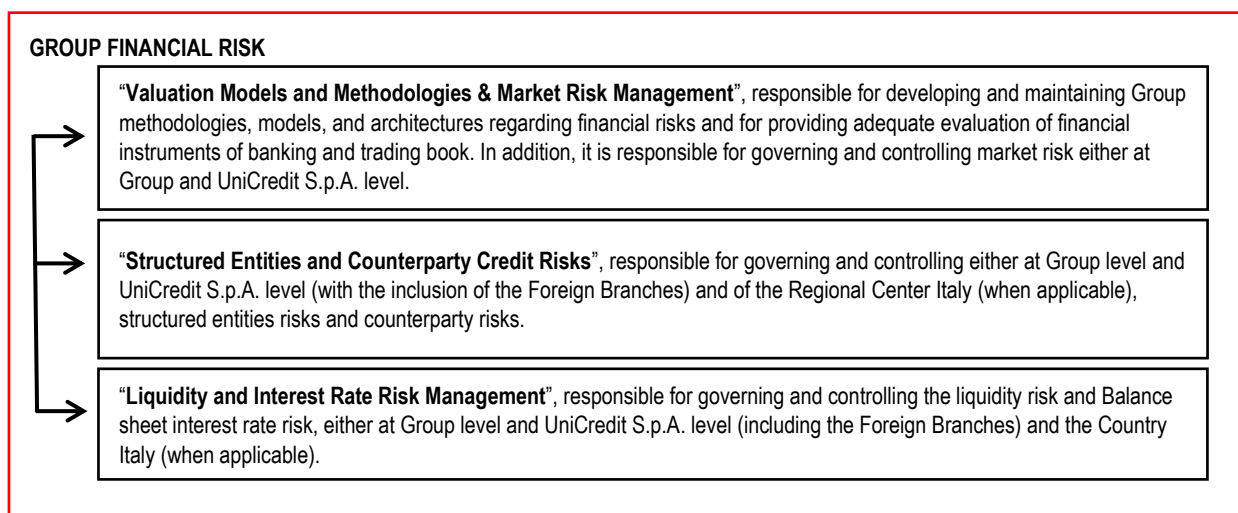 GROUP FINANCIAL RISK
“Valuation Models and Methodologies & Market Risk Management”, responsible for developing and maintaining Group
methodologies, models, and architectures regarding financial risks and for providing adequate evaluation of financial
instruments of banking and trading book. In addition, it is responsible for governing and controlling market risk either at
Group and UniCredit S.p.A. level.
“Structured Entities and Counterparty Credit Risks”, responsible for governing and controlling either at Group level and
UniCredit S.p.A. level (with the inclusion of the Foreign Branches) and of the Regional Center Italy (when applicable),
structured entities risks and counterparty risks.
“Liquidity and Interest Rate Risk Management”, responsible for governing and controlling the liquidity risk and Balance
sheet interest rate risk, either at Group level and UniCredit S.p.A. level (including the Foreign Branches) and the Country
Italy (when applicable).